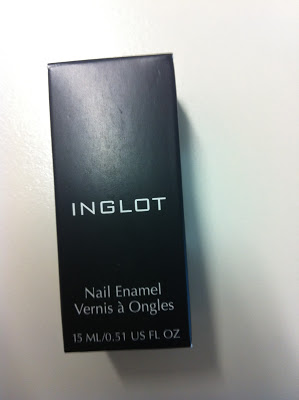 INGLOT
Nail Enamel
Vernis à Ongles
15 ML/0.51 US FL OZ